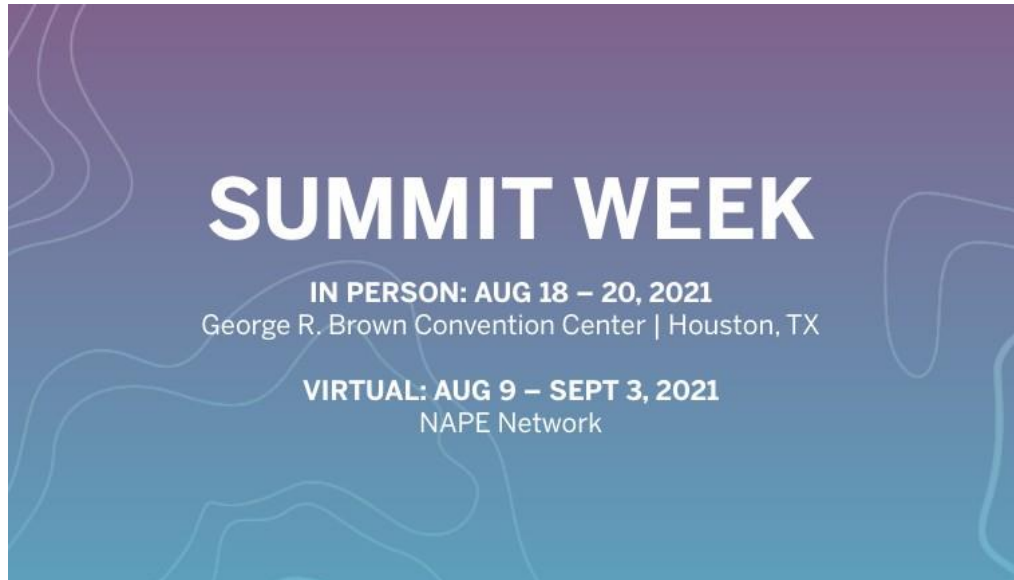 SUMMIT WEEK
IN PERSON: AUG 18 – 20, 2021
George R. Brown Convention Center | Houston, TX
VIRTUAL: AUG 9 – SEPT 3, 2021
NAPE Network